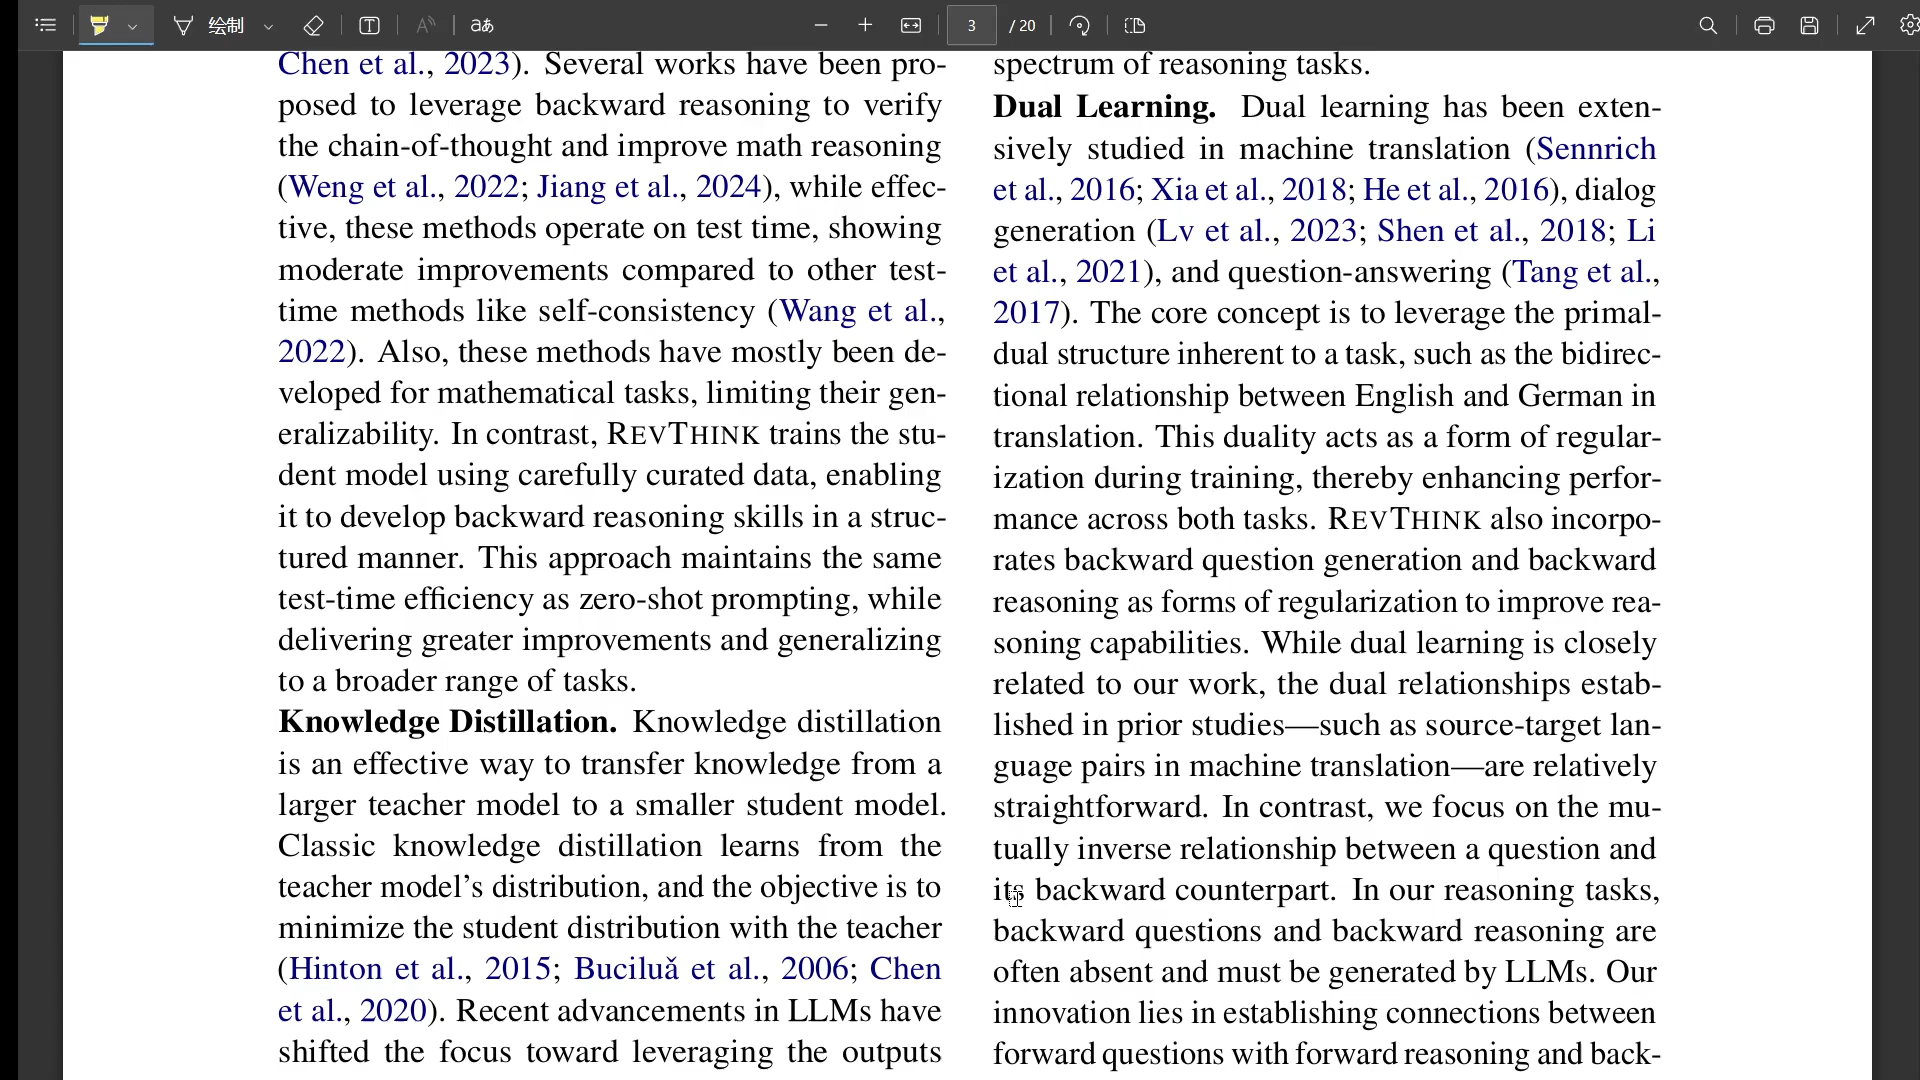 绘制
aあ
3
/ 20
Chen et al., 2023). Several works have been pro-
posed to leverage backward reasoning to verify
the chain-of-thought and improve math reasoning
(Weng et al., 2022; Jiang et al., 2024), while effec-
tive, these methods operate on test time, showing
moderate improvements compared to other test-
time methods like self-consistency (Wang et al.,
2022). Also, these methods have mostly been de-
veloped for mathematical tasks, limiting their gen-
eralizability. In contrast, REVTHINK trains the stu-
dent model using carefully curated data, enabling
it to develop backward reasoning skills in a struc-
tured manner. This approach maintains the same
test-time efficiency as zero-shot prompting, while
delivering greater improvements and generalizing
to a broader range of tasks.
Knowledge Distillation. Knowledge distillation
is an effective way to transfer knowledge from a
larger teacher model to a smaller student model.
Classic knowledge distillation learns from the
teacher model's distribution, and the objective is to
minimize the student distribution with the teacher
(Hinton et al., 2015; Buciluǎ et al., 2006; Chen
et al., 2020). Recent advancements in LLMs have
shifted the focus toward leveraging the outputs
spectrum of reasoning tasks.
Dual Learning. Dual learning has been exten-
sively studied in machine translation (Sennrich
et al., 2016; Xia et al., 2018; He et al., 2016), dialog
generation (Lv et al., 2023; Shen et al., 2018; Li
et al., 2021), and question-answering (Tang et al.,
2017). The core concept is to leverage the primal-
dual structure inherent to a task, such as the bidirec-
tional relationship between English and German in
translation. This duality acts as a form of regular-
ization during training, thereby enhancing perfor-
mance across both tasks. REVTHINK also incorpo-
rates backward question generation and backward
reasoning as forms of regularization to improve rea-
soning capabilities. While dual learning is closely
related to our work, the dual relationships estab-
lished in prior studies—such as source-target lan-
guage pairs in machine translation—are relatively
straightforward. In contrast, we focus on the mu-
tually inverse relationship between a question and
its backward counterpart. In our reasoning tasks,
backward questions and backward reasoning are
often absent and must be generated by LLMs. Our
innovation lies in establishing connections between
forward questions with forward reasoning and back-